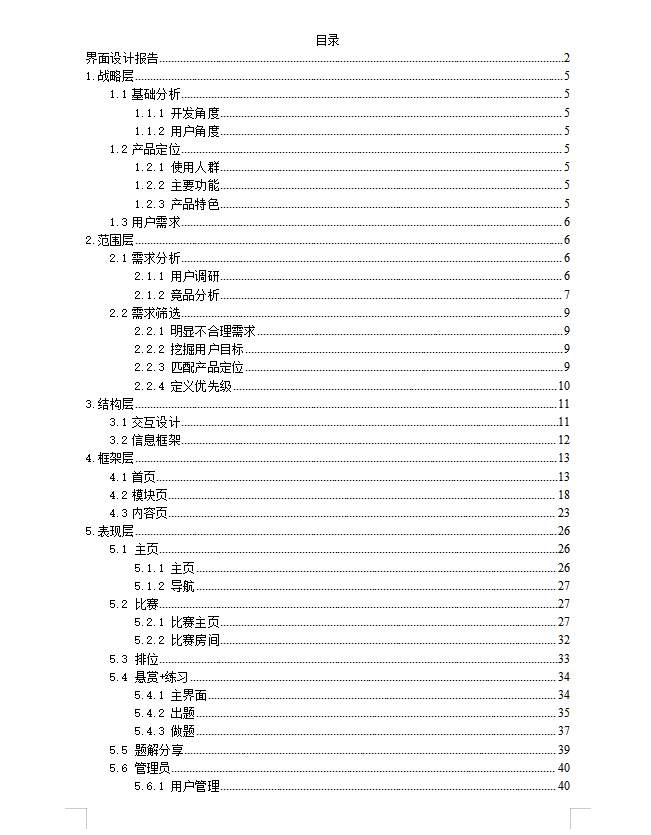 目录
界面设计报告 2
1.战略层 5
1.1基础分析 5
1.1.1 开发角度 5
1.1.2 用户角度 5
1.2产品定位 5
1.2.1 使用人群 5
1.2.2 主要功能 5
1.2.3 产品特色 5
1.3用户需求 6
2.范围层 6
2.1需求分析 6
2.1.1 用户调研 6
2.1.2 竟品分析 7
2.2需求筛选 9
2.2.1 明显不合理需求 9
2.2.2 挖掘用户目标 9
2.2.3 匹配产品定位 9
2.2.4 定义优先级 10
3.结构层 11
3.1交互设计 11
3.2信息框架 12
4.框架层 13
4.1首页 13
4.2模块页 18
4.3内容页 23
5.表现层 26
5.1 主页 26
5.1.1 主页 26
5.1.2 导航 27
5.2 比赛 27
5.2.1 比赛主页 27
5.2.2 比赛房间 32
5.3 排位 33
5.4 悬赏+练习 34
5.4.1 主界面 34
5.4.2 出题 35
5.4.3 做题 37
5.5 题解分享 39
5.6 管理员 40
5.6.1 用户管理 40